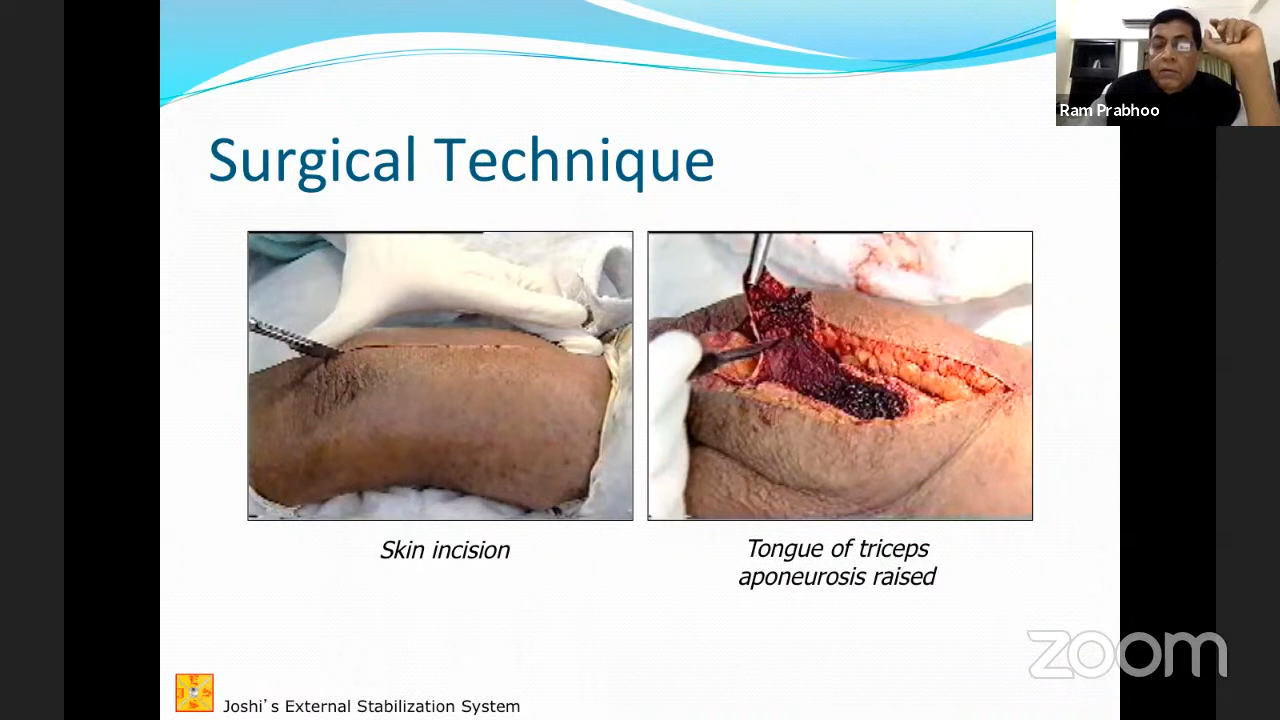 Ram Prabhoo
Surgical Technique
Skin incision
Tongue of triceps
aponeurosis raised
zoom
Joshi's External Stabilization System